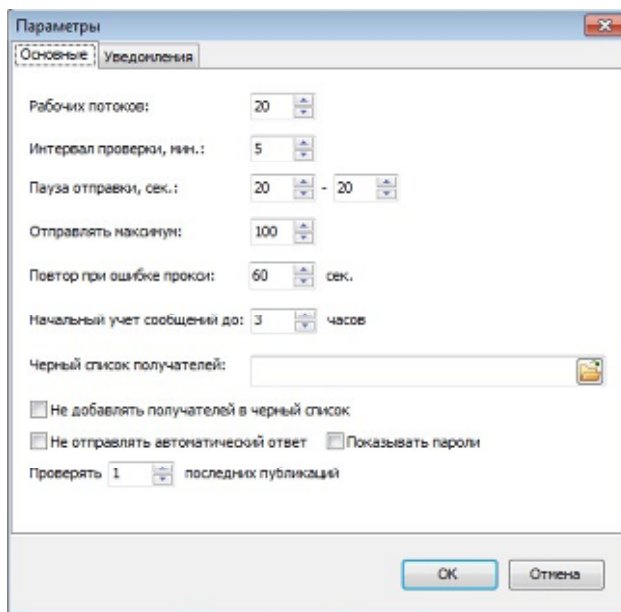 Параметры
Основные Уведомления
Рабочих потоков: 20
Интервал проверки, мин.: 5
Пауза отправки, сек.: 20 - 20
Отправлять максимум: 100
Повтор при ошибке прокси: 60 сек.
Начальный учет сообщений до: 3 часов
Черный список получателей:
Не добавлять получателей в черный список
Не отправлять автоматический ответ Показывать пароли
Проверять 1 последних публикаций
OK Отмена